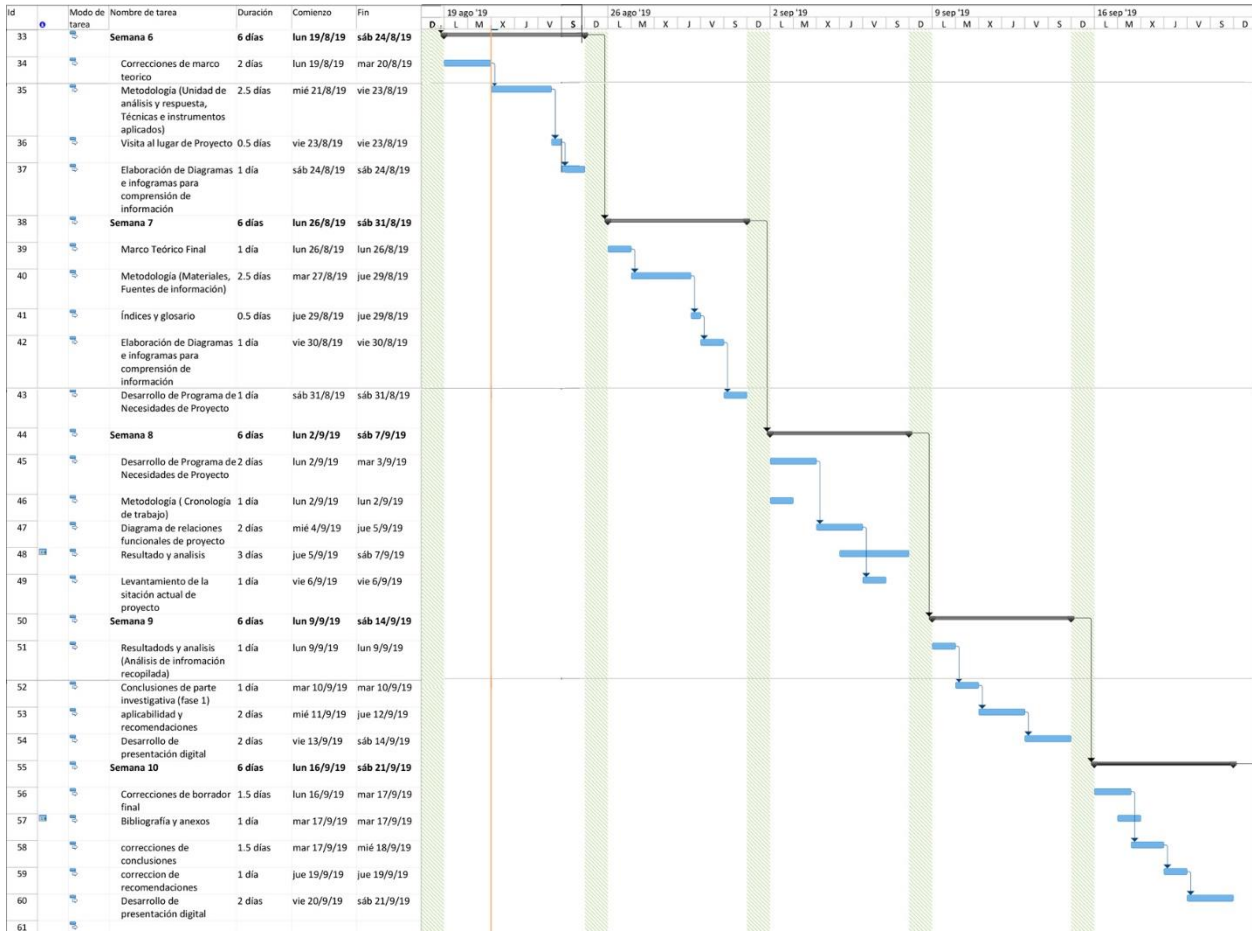 Id
Modo de tarea
Nombre de tarea
Duración
Comienzo
Fin
19 ago '19
26 ago '19
2 sep '19
9 sep '19
16 sep '19
D L M X J V S D L M X J V S D L M X J V S D L M X J V S D L M X J V S D
33 Semana 6 6 días lun 19/8/19 sáb 24/8/19
34 Correcciones de marco 2 días lun 19/8/19 mar 20/8/19
teorico
35 Metodología (Unidad de 2.5 días mié 21/8/19 vie 23/8/19
análisis y respuesta,
Técnicas e instrumentos
aplicados)
36 Visita al lugar de Proyecto 0.5 días vie 23/8/19 vie 23/8/19
37 Elaboración de Diagramas 1 día sáb 24/8/19 sáb 24/8/19
e infogramas para
comprensión de
información
38 Semana 7 6 días lun 26/8/19 sáb 31/8/19
39 Marco Teórico Final 1 día lun 26/8/19 lun 26/8/19
40 Metodología (Materiales, 2.5 días mar 27/8/19 jue 29/8/19
Fuentes de información)
41 Índices y glosario 0.5 días jue 29/8/19 jue 29/8/19
42 Elaboración de Diagramas 1 día vie 30/8/19 vie 30/8/19
e infogramas para
comprensión de
información
43 Desarrollo de Programa de 1 día sáb 31/8/19 sáb 31/8/19
Necesidades de Proyecto
44 Semana 8 6 días lun 2/9/19 sáb 7/9/19
45 Desarrollo de Programa de 2 días lun 2/9/19 mar 3/9/19
Necesidades de Proyecto
46 Metodología ( Cronología 1 día lun 2/9/19 lun 2/9/19
de trabajo)
47 Diagrama de relaciones 2 días mié 4/9/19 jue 5/9/19
funcionales de proyecto
48 Resultado y analisis 3 días jue 5/9/19 sáb 7/9/19
49 Levantamiento de la 1 día vie 6/9/19 vie 6/9/19
sitación actual de
proyecto
50 Semana 9 6 días lun 9/9/19 sáb 14/9/19
51 Resultadods y analisis 1 día lun 9/9/19 lun 9/9/19
(Análisis de infromación
recopilada)
52 Conclusiones de parte 1 día mar 10/9/19 mar 10/9/19
investigativa (fase 1)
53 aplicabilidad y 2 días mié 11/9/19 jue 12/9/19
recomendaciones
54 Desarrollo de 2 días vie 13/9/19 sáb 14/9/19
presentación digital
55 Semana 10 6 días lun 16/9/19 sáb 21/9/19
56 Correcciones de borrador 1.5 días lun 16/9/19 mar 17/9/19
final
57 Bibliografía y anexos 1 día mar 17/9/19 mar 17/9/19
58 correcciones de 1.5 días mar 17/9/19 mié 18/9/19
conclusiones
59 correccion de 1 día jue 19/9/19 jue 19/9/19
recomendaciones
60 Desarrollo de 2 días vie 20/9/19 sáb 21/9/19
presentación digital
61